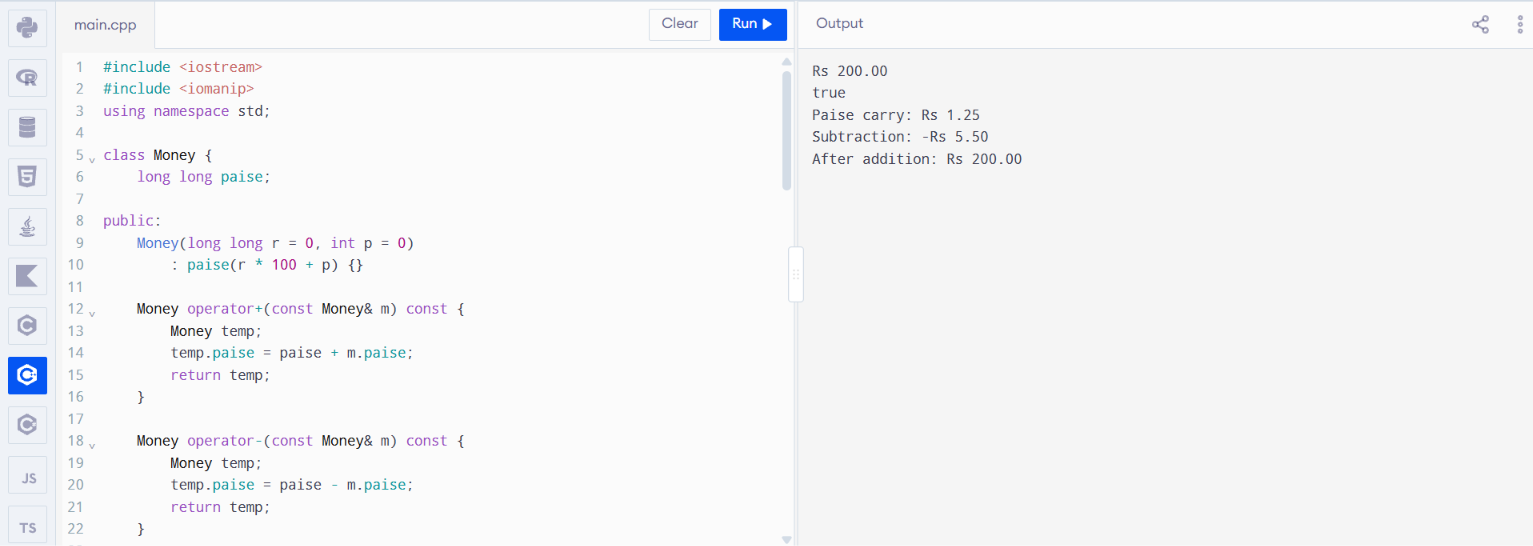 main.cpp
Clear
Run
Output
1 #include <iostream>
2 #include <iomanip>
3 using namespace std;
4
5 class Money {
6     long long paise;
7
8 public:
9     Money(long long r = 0, int p = 0)
10         : paise(r * 100 + p) {}
11
12     Money operator+(const Money& m) const {
13         Money temp;
14         temp.paise = paise + m.paise;
15         return temp;
16     }
17
18     Money operator-(const Money& m) const {
19         Money temp;
20         temp.paise = paise - m.paise;
21         return temp;
22     }
Rs 200.00
true
Paise carry: Rs 1.25
Subtraction: -Rs 5.50
After addition: Rs 200.00
R
5
C
C
C
JS
TS